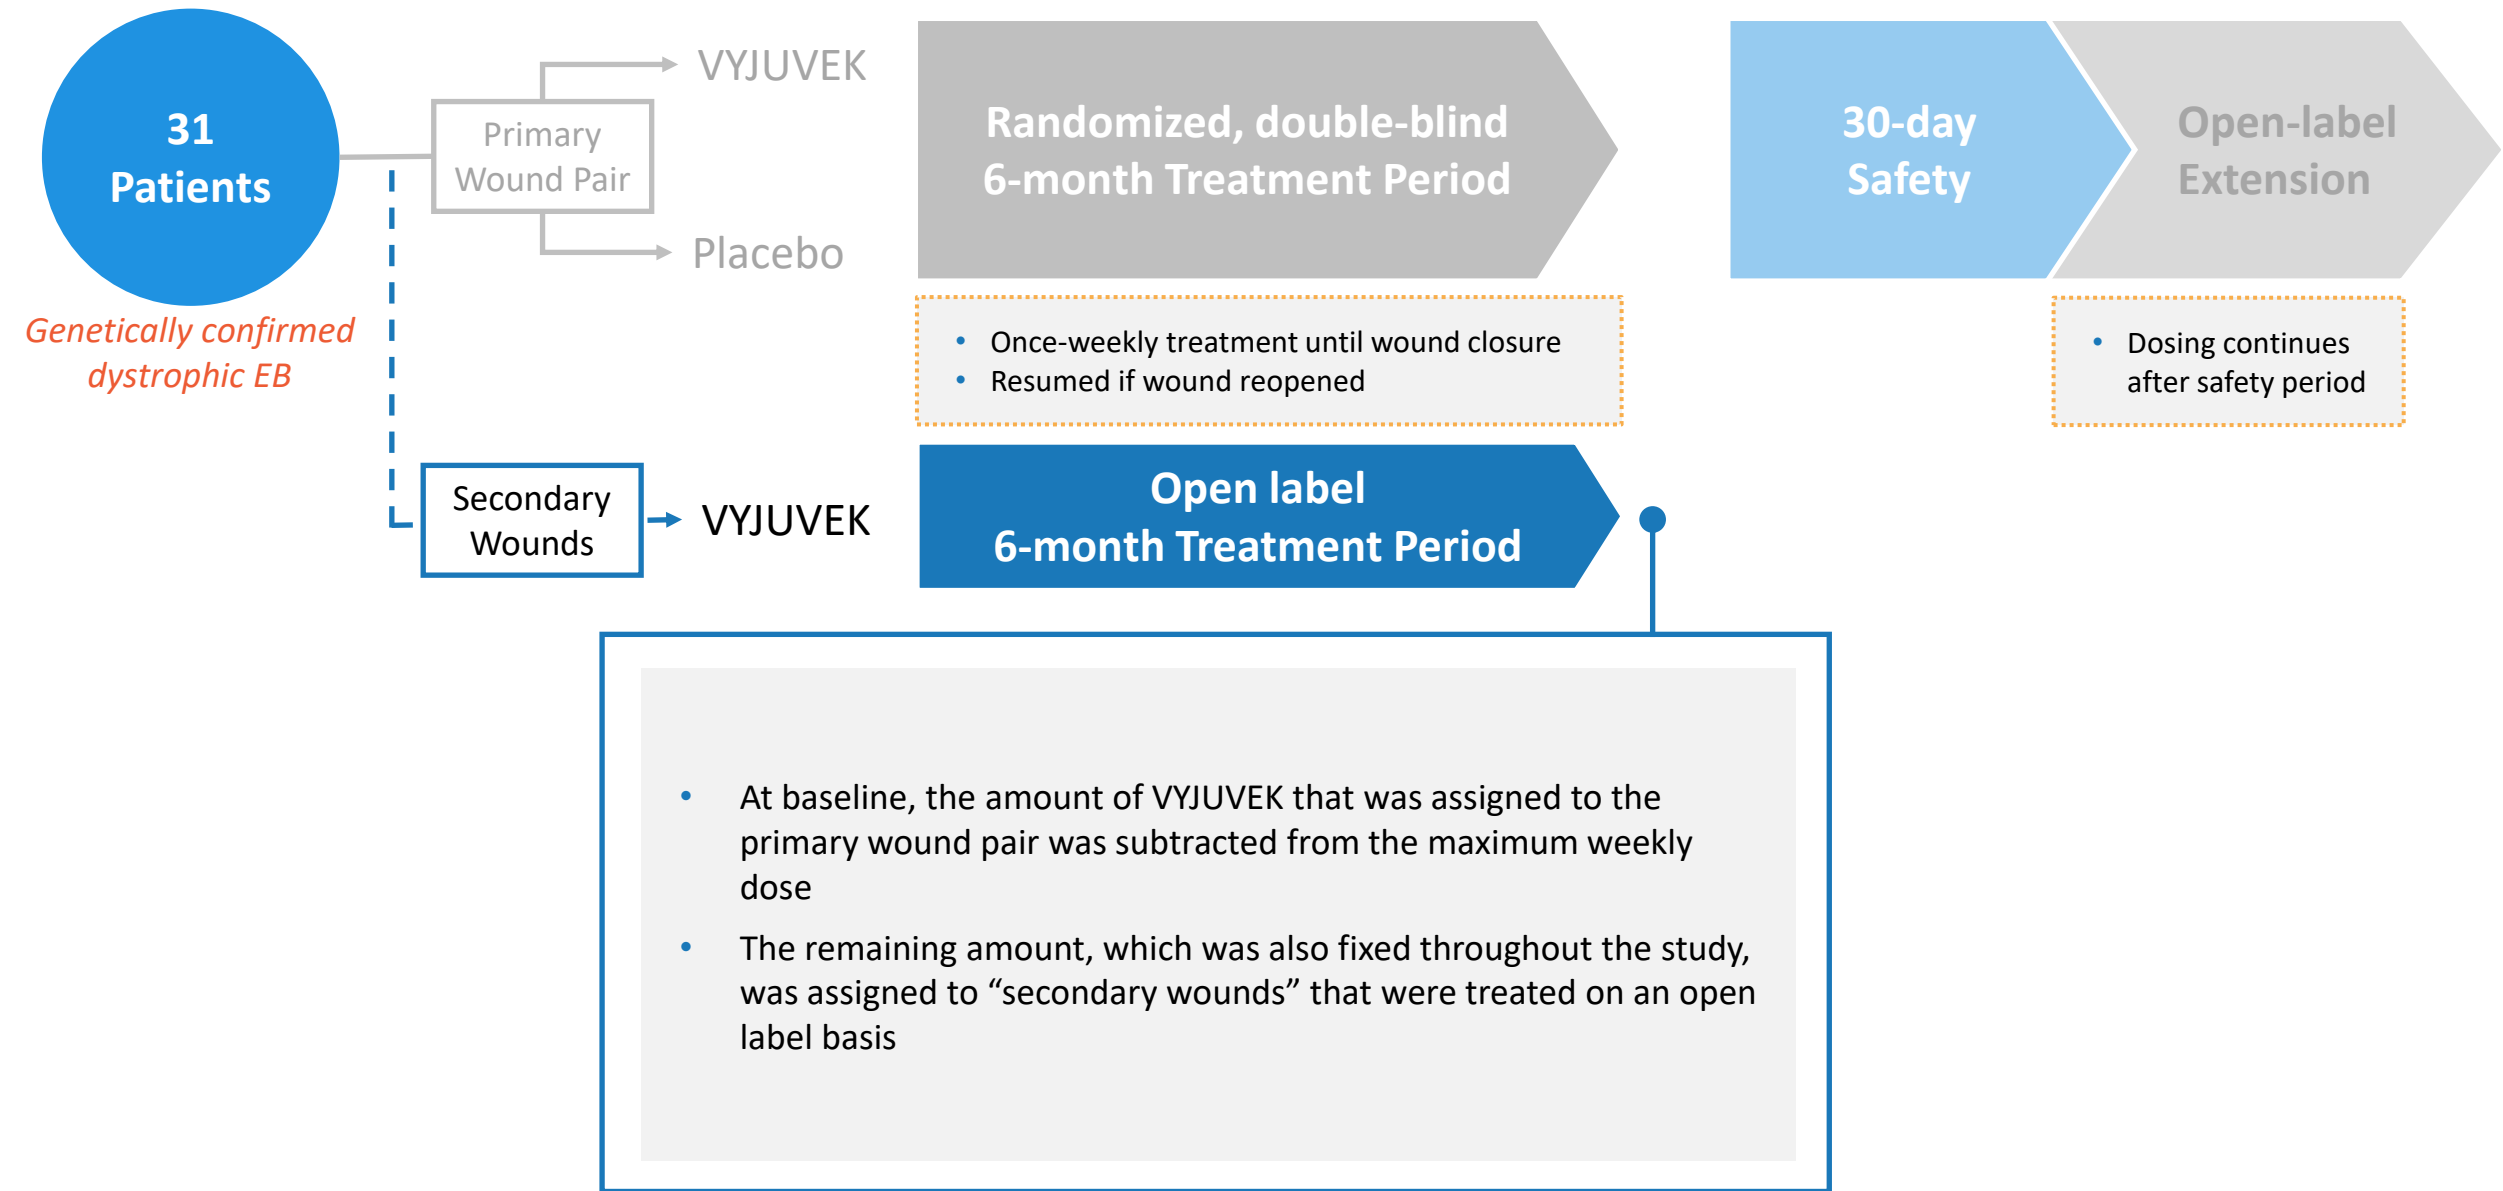 31
Patients
Genetically confirmed
dystrophic EB
Primary
Wound Pair
VYJUVEK
Placebo
Randomized, double-blind
6-month Treatment Period
• Once-weekly treatment until wound closure
• Resumed if wound reopened
30-day
Safety
Open-label
Extension
• Dosing continues
after safety period
Secondary
Wounds
VYJUVEK
Open label
6-month Treatment Period
• At baseline, the amount of VYJUVEK that was assigned to the
primary wound pair was subtracted from the maximum weekly
dose
• The remaining amount, which was also fixed throughout the study,
was assigned to “secondary wounds” that were treated on an open
label basis